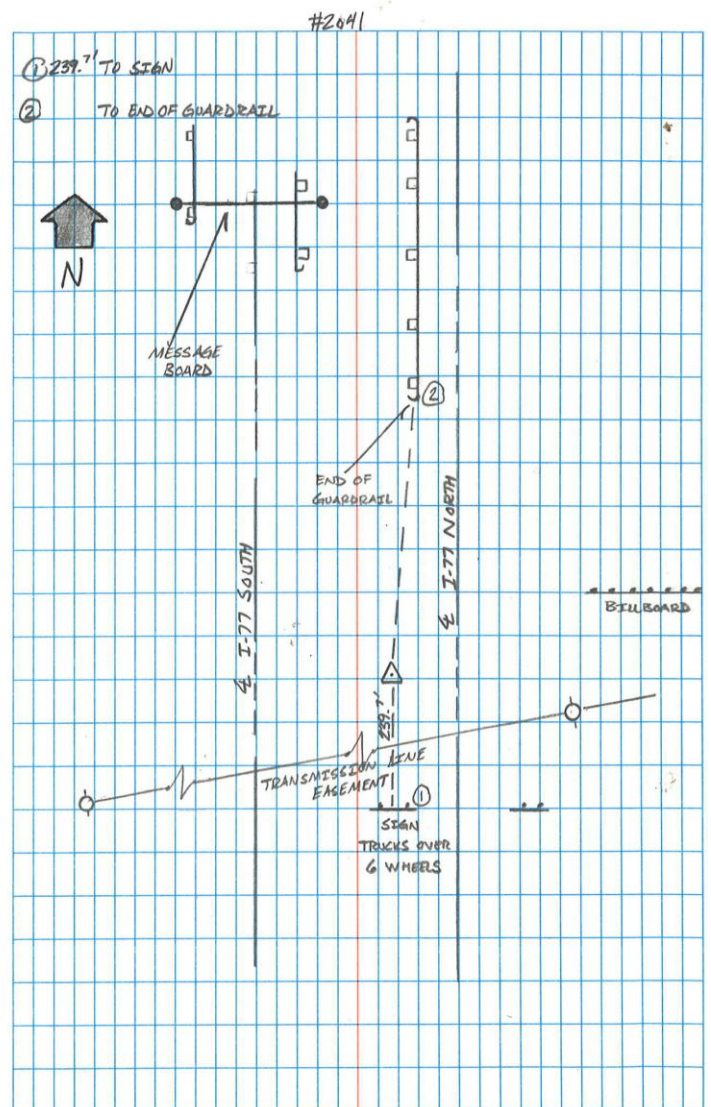 #2041
① 239.7' TO SIGN
② TO END OF GUARDRAIL
N
MESSAGE
BOARD
②
END OF
GUARDRAIL
℄ I-77 SOUTH
℄ I-77 NORTH
BILLBOARD
239.7'
TRANSMISSION LINE
EASEMENT
①
SIGN
TRUCKS OVER
6 WHEELS